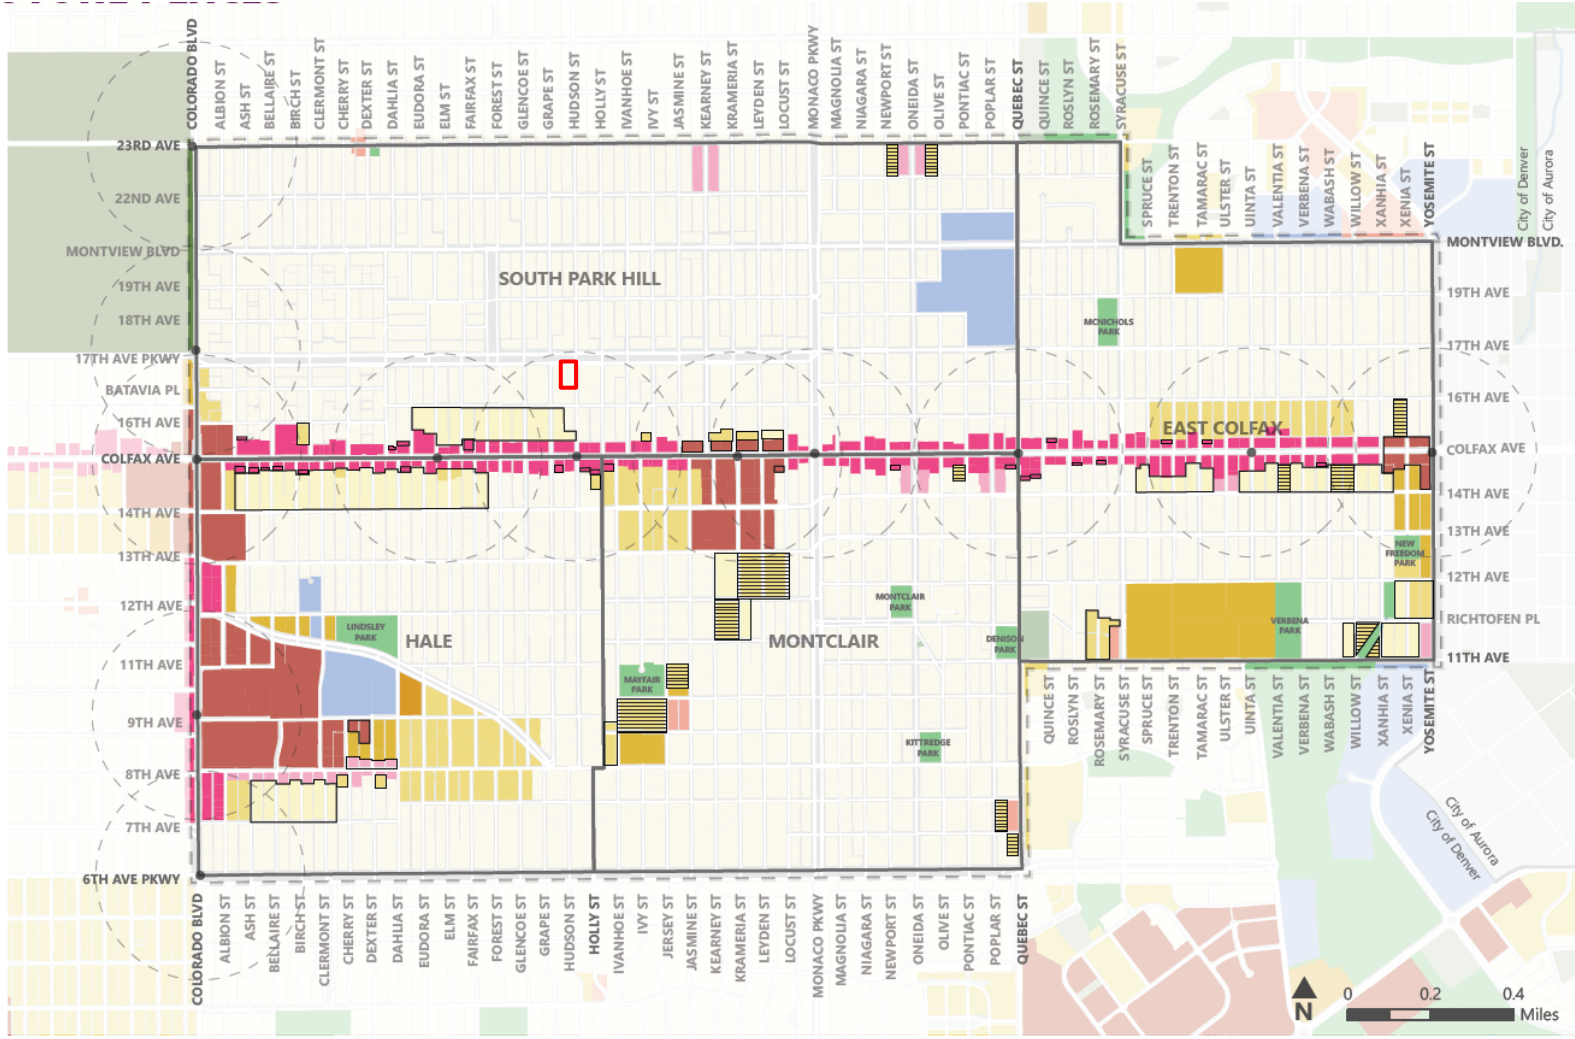 COLORADO BLVD
ALBION ST
ASH ST
BELLAIRE ST
BIRCH ST
CLERMONT ST
CHERRY ST
DEXTER ST
DAHLIA ST
EUDORA ST
ELM ST
FAIRFAX ST
FOREST ST
GLENCOE ST
GRAPE ST
HUDSON ST
HOLLY ST
IVANHOE ST
IVY ST
JASMINE ST
KEARNEY ST
KRAMERIA ST
LEYDEN ST
LOCUST ST
MONACO PKWY
MAGNOLIA ST
NIAGARA ST
NEWPORT ST
ONEIDA ST
OLIVE ST
PONTIAC ST
POPLAR ST
QUEBEC ST
QUINCE ST
ROSLYN ST
ROSEMARY ST
SYRACUSE ST
SPRUCE ST
TRENTON ST
TAMARAC ST
ULSTER ST
UINTA ST
VALENTIA ST
VERBENA ST
WABASH ST
WILLOW ST
XANHIA ST
XENIA ST
YOSEMITE ST
City of Denver
City of Aurora
23RD AVE
22ND AVE
MONTVIEW BLVD
19TH AVE
18TH AVE
17TH AVE PKWY
BATAVIA PL
16TH AVE
COLFAX AVE
14TH AVE
13TH AVE
12TH AVE
11TH AVE
9TH AVE
8TH AVE
7TH AVE
6TH AVE PKWY
SOUTH PARK HILL
EAST COLFAX
HALE
MONTCLAIR
MCNICHOLS
PARK
LINDSLEY
PARK
MAYFAIR
PARK
MONTCLAIR
PARK
DENISON
PARK
KITTREDGE
PARK
VERBENA
PARK
NEW
FREEDOM
PARK
MONTVIEW BLVD.
19TH AVE
17TH AVE
16TH AVE
COLFAX AVE
14TH AVE
13TH AVE
12TH AVE
RICHTOFEN PL
11TH AVE
QUINCE ST
ROSLYN ST
ROSEMARY ST
SYRACUSE ST
SPRUCE ST
TRENTON ST
TAMARAC ST
ULSTER ST
UINTA ST
VALENTIA ST
VERBENA ST
WABASH ST
WILLOW ST
XANHIA ST
XENIA ST
YOSEMITE ST
City of Aurora
City of Denver
COLORADO BLVD
ALBION ST
ASH ST
BELLAIRE ST
BIRCH ST
CLERMONT ST
CHERRY ST
DEXTER ST
DAHLIA ST
EUDORA ST
ELM ST
FAIRFAX ST
FOREST ST
GLENCOE ST
GRAPE ST
HUDSON ST
HOLLY ST
IVANHOE ST
IVY ST
JERSEY ST
JASMINE ST
KEARNEY ST
KRAMERIA ST
LEYDEN ST
LOCUST ST
MONACO PKWY
MAGNOLIA ST
NIAGARA ST
NEWPORT ST
ONEIDA ST
OLIVE ST
PONTIAC ST
POPLAR ST
QUEBEC ST
N
0 0.2 0.4
Miles